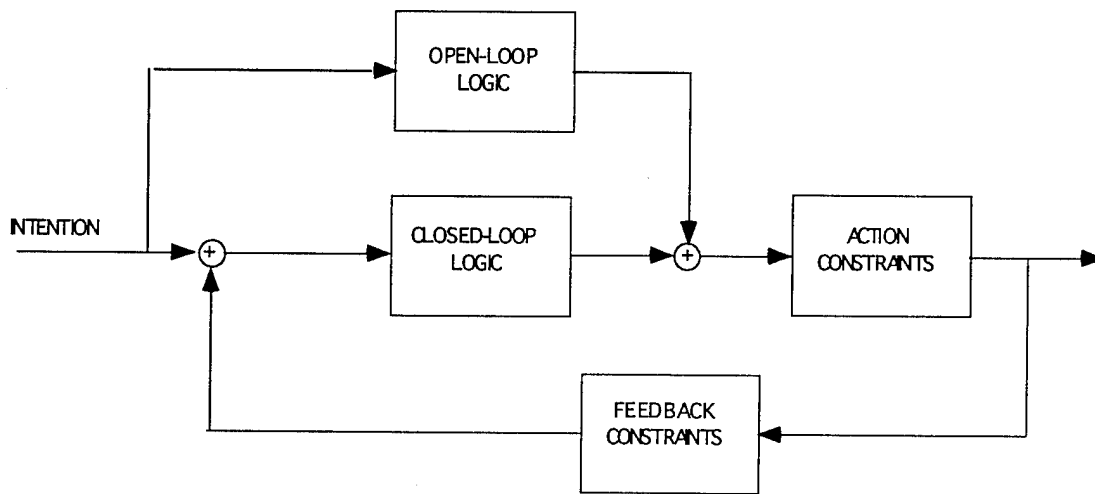 OPEN-LOOP
LOGIC
INTENTION
+
CLOSED-LOOP
LOGIC
+
ACTION
CONSTRAINTS
FEEDBACK
CONSTRAINTS